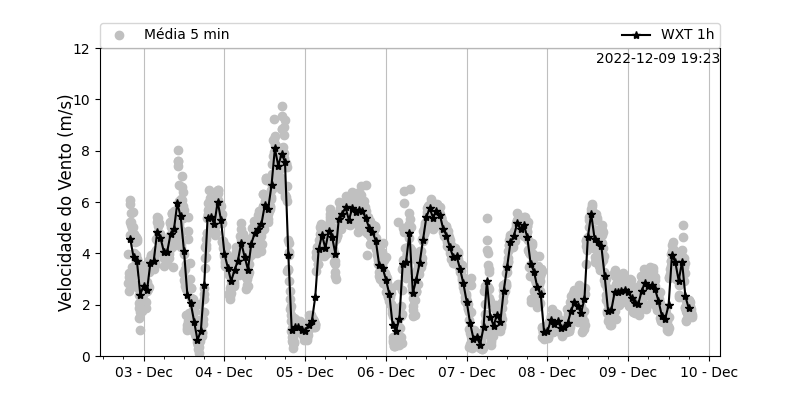 Média 5 min
WXT 1h
2022-12-09 19:23
Velocidade do Vento (m/s)
12
10
8
6
4
2
0
03 - Dec 04 - Dec 05 - Dec 06 - Dec 07 - Dec 08 - Dec 09 - Dec 10 - Dec